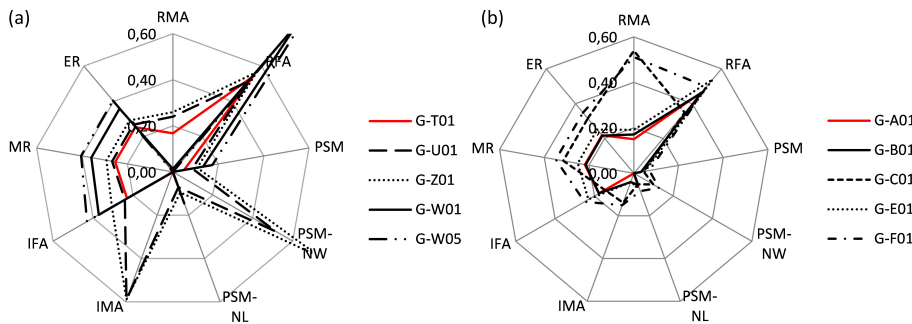 (a)
RMA
0,60
0,40
0,20
0,00
RFA
PSM
PSM-
NW
PSM-
NL
IMA
IFA
MR
ER
G-T01
G-U01
G-Z01
G-W01
G-W05
(b)
RMA
0,60
0,40
0,20
0,00
RFA
PSM
PSM-
NW
PSM-
NL
IMA
IFA
MR
ER
G-A01
G-B01
G-C01
G-E01
G-F01